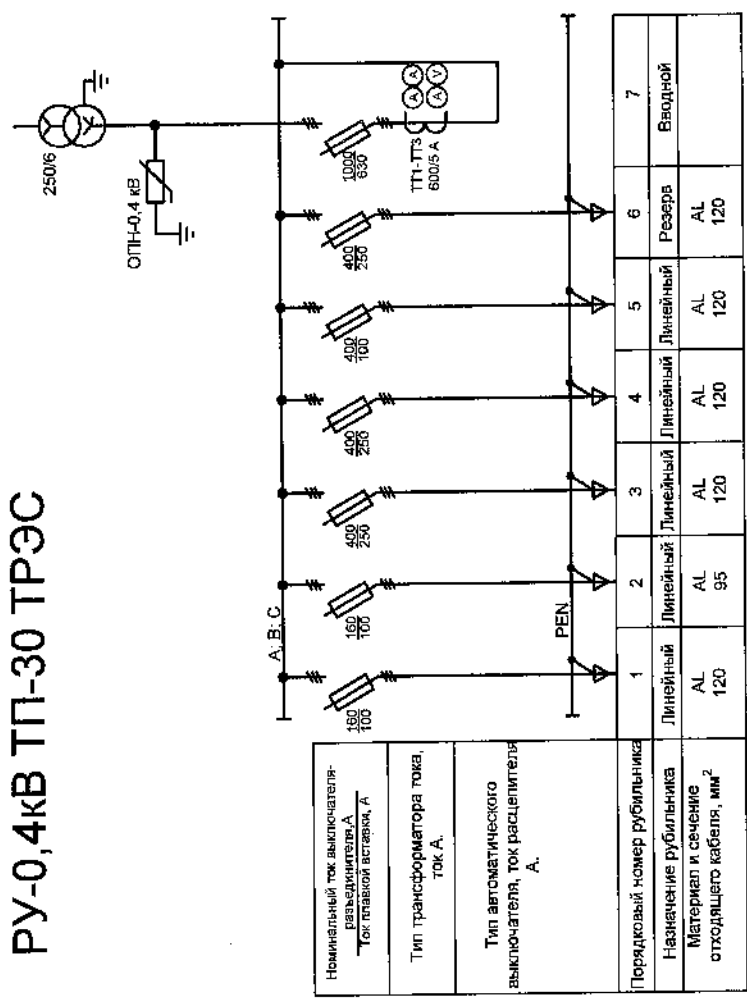 РУ-0,4кВ ТП-30 ТРЭС
250/6
ОПН-0,4 кВ
А; В; С
160
100
160
100
400
250
400
250
400
100
400
250
1000
630
ТТ1-ТТ3
600/5 А
А
А
А
V
PEN
Номинальный ток выключателя-
разъединителя,А
Ток плавкой вставки, А
Тип трансформатора тока,
ток А.
Тип автоматического
выключателя, ток расцепителя
А.
Порядковый номер рубильника
1
2
3
4
5
6
7
Назначение рубильника
Линейный
Линейный
Линейный
Линейный
Линейный
Резерв
Вводной
Материал и сечение
отходящего кабеля, мм²
AL
120
AL
95
AL
120
AL
120
AL
120
AL
120